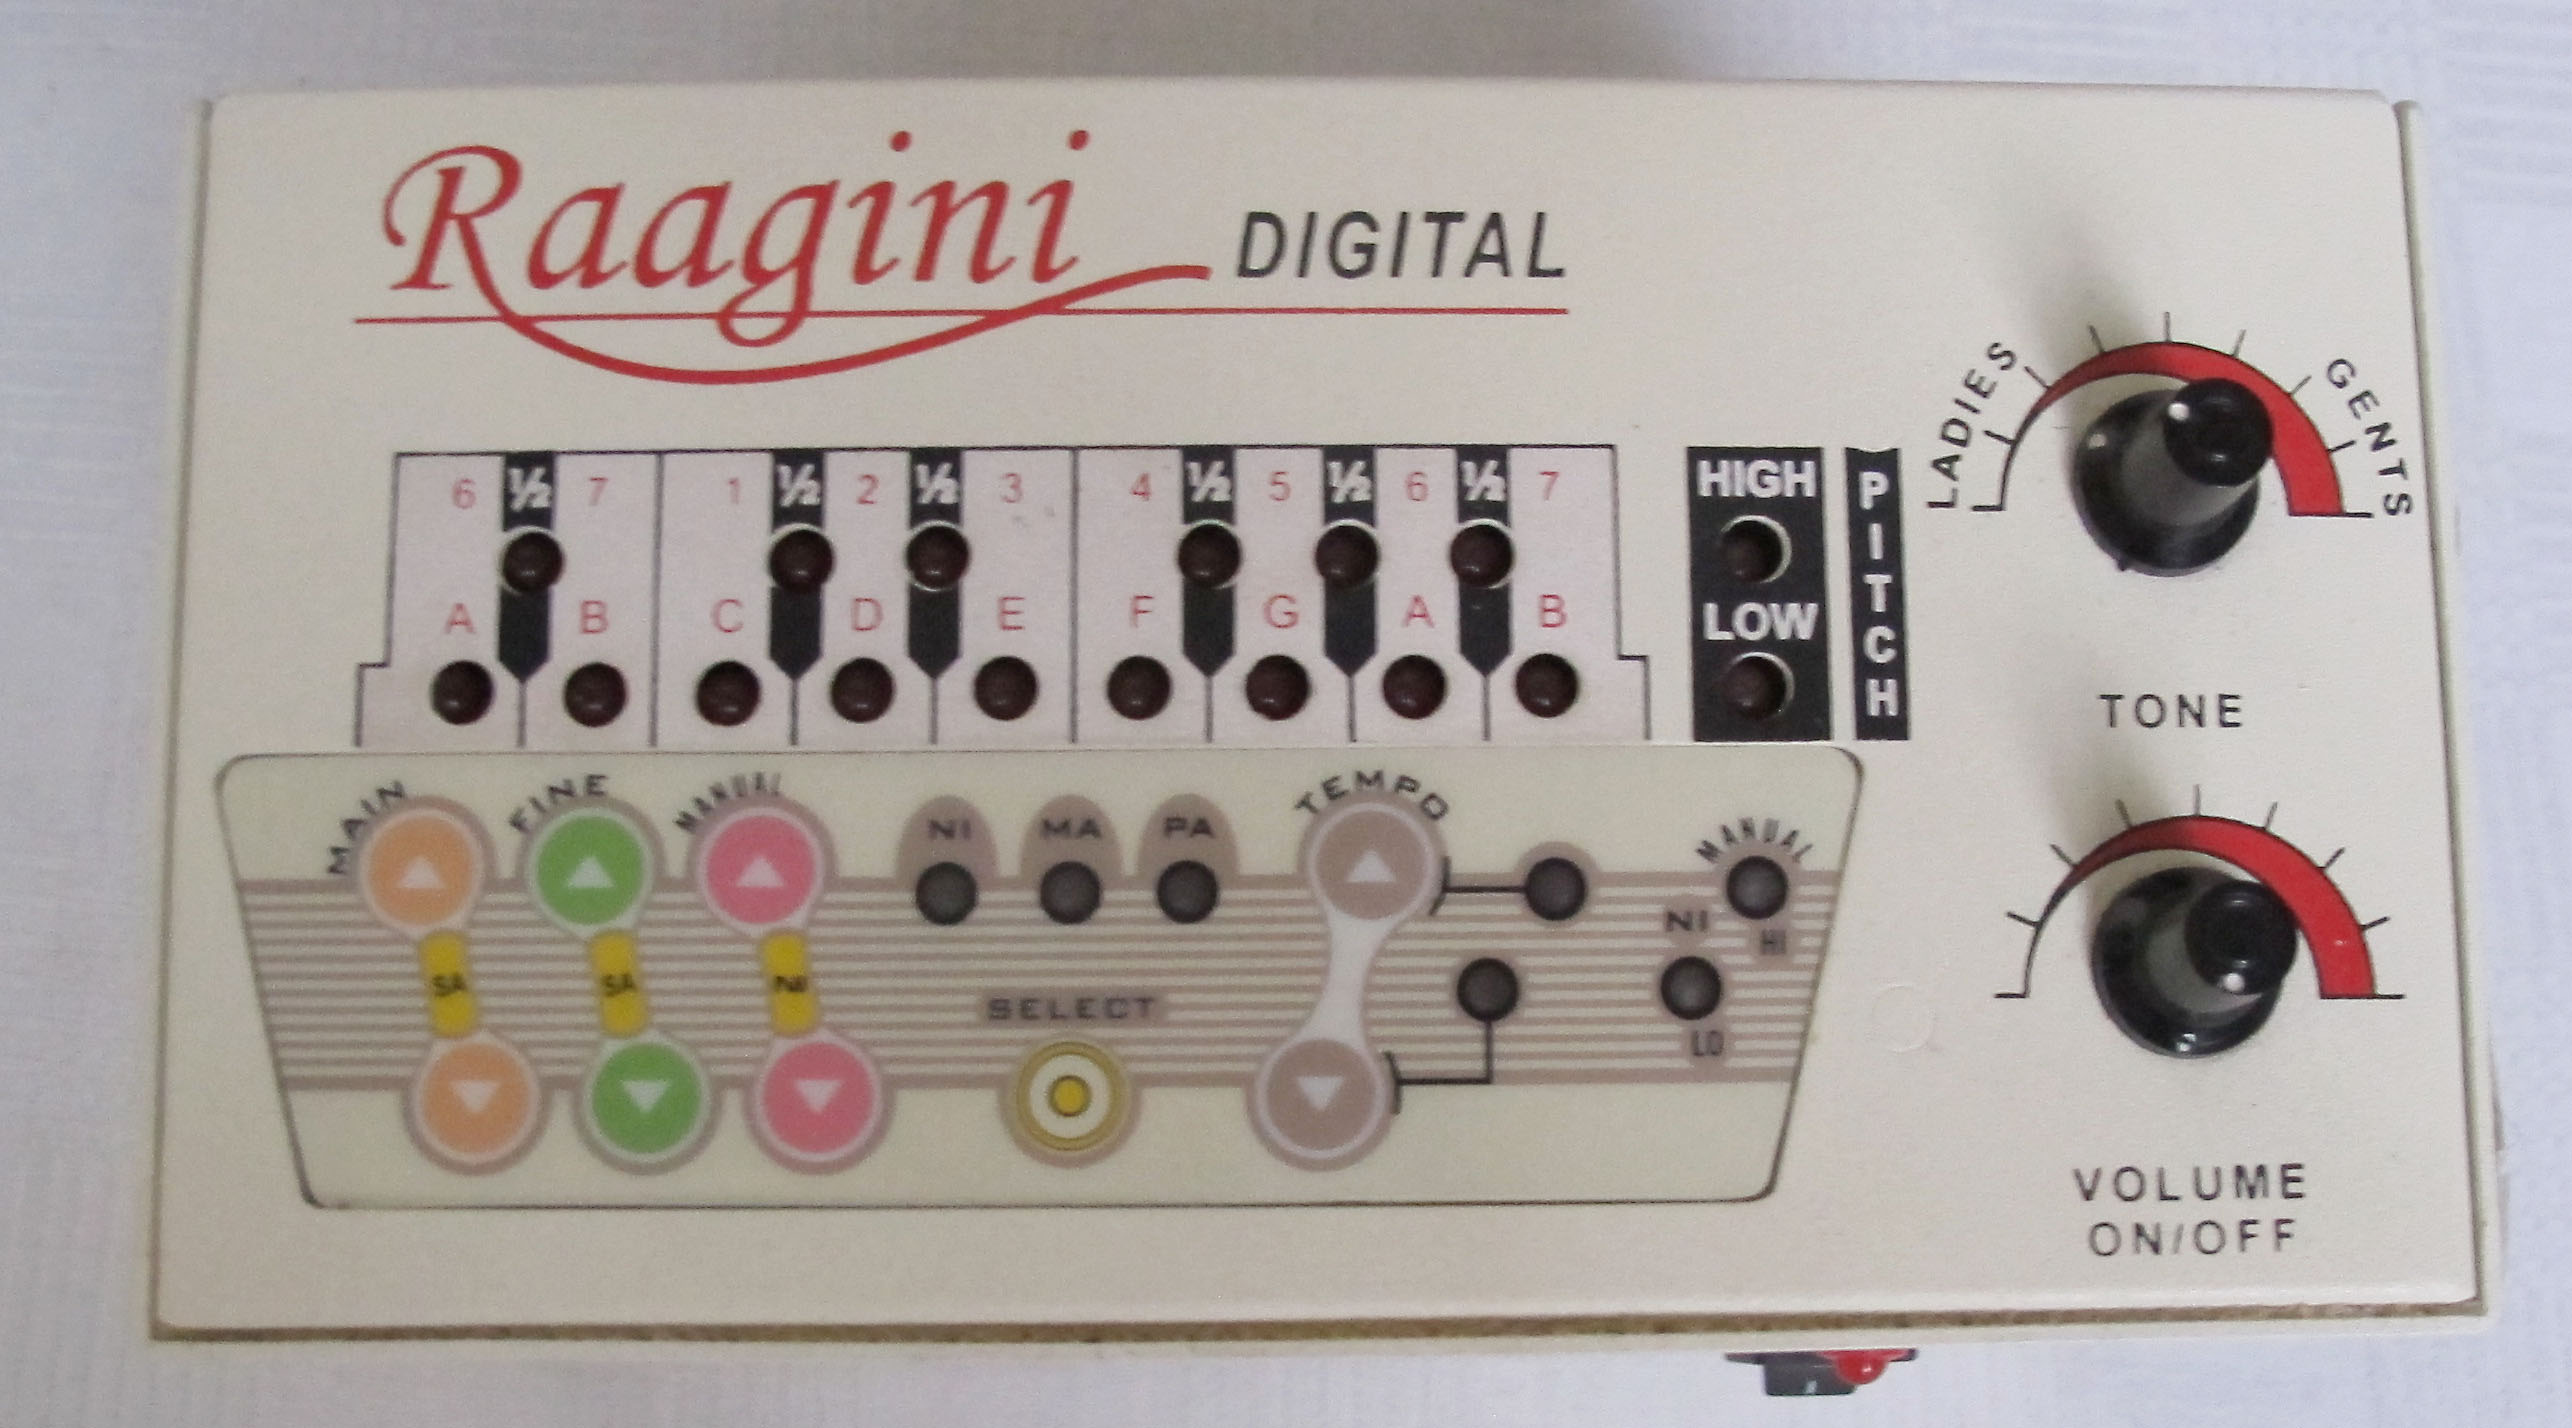 Raagini DIGITAL
LADIES GENTS
6 ½ 7 1 ½ 2 ½ 3 4 ½ 5 ½ 6 ½ 7
A B C D E F G A B
HIGH
LOW
PITCH
TONE
MAIN FINE MANUAL NI MA PA TEMPO MANUAL
NI
HI
SA SA NI
SELECT
LO
VOLUME
ON/OFF